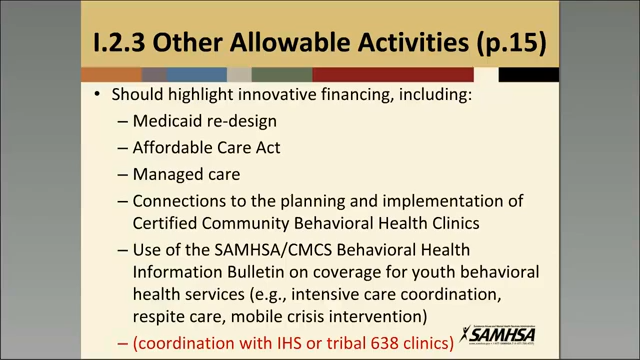 I.2.3 Other Allowable Activities (p.15)
• Should highlight innovative financing, including:
– Medicaid re-design
– Affordable Care Act
– Managed care
– Connections to the planning and implementation of
Certified Community Behavioral Health Clinics
– Use of the SAMHSA/CMCS Behavioral Health
Information Bulletin on coverage for youth behavioral
health services (e.g., intensive care coordination,
respite care, mobile crisis intervention)
– (coordination with IHS or tribal 638 clinics)
SAMHSA